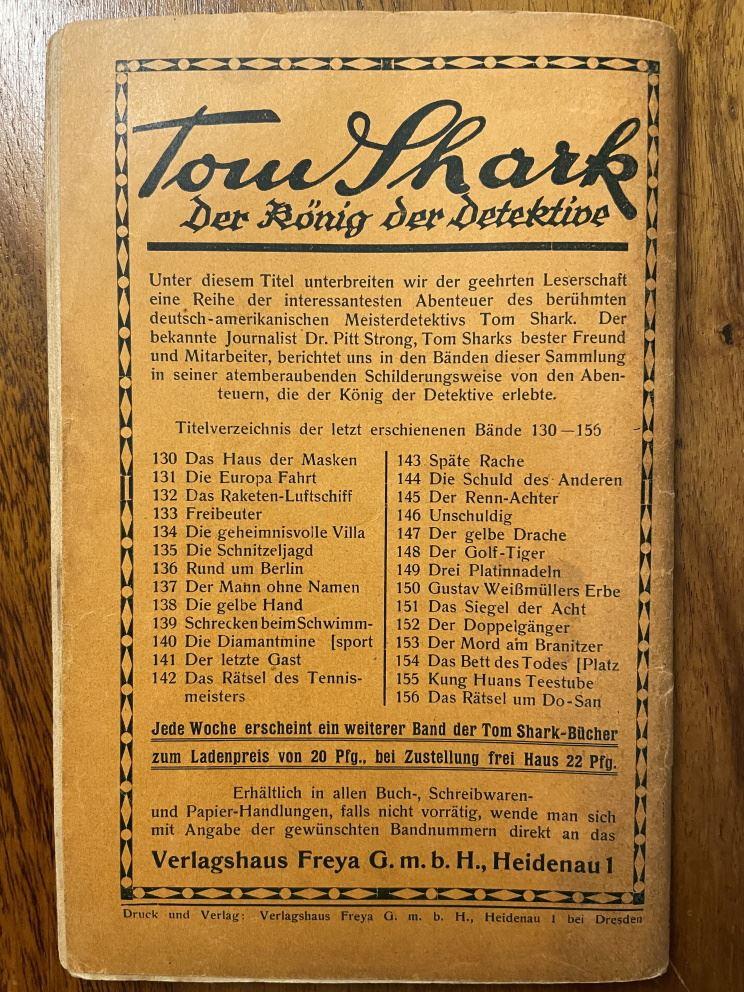 Tom Shark
Der König der Detektive
Unter diesem Titel unterbreiten wir der geehrten Leserschaft
eine Reihe der interessantesten Abenteuer des berühmten
deutsch-amerikanischen Meisterdetektivs Tom Shark. Der
bekannte Journalist Dr. Pitt Strong, Tom Sharks bester Freund
und Mitarbeiter, berichtet uns in den Bänden dieser Sammlung
in seiner atemberaubenden Schilderungsweise von den Aben-
teuern, die der König der Detektive erlebte.
Titelverzeichnis der letzt erschienenen Bände 130—156
130 Das Haus der Masken
131 Die Europa Fahrt
132 Das Raketen-Luftschiff
133 Freibeuter
134 Die geheimnisvolle Villa
135 Die Schnitzeljagd
136 Rund um Berlin
137 Der Mann ohne Namen
138 Die gelbe Hand
139 Schrecken beim Schwimm-
140 Die Diamantmine [sport
141 Der letzte Gast
142 Das Rätsel des Tennis-
meisters
143 Späte Rache
144 Die Schuld des Anderen
145 Der Renn-Achter
146 Unschuldig
147 Der gelbe Drache
148 Der Golf-Tiger
149 Drei Platinnadeln
150 Gustav Weißmüllers Erbe
151 Das Siegel der Acht
152 Der Doppelgänger
153 Der Mord am Branitzer
154 Das Bett des Todes [Platz
155 Kung Huans Teestube
156 Das Rätsel um Do-San
Jede Woche erscheint ein weiterer Band der Tom Shark-Bücher
zum Ladenpreis von 20 Pfg., bei Zustellung frei Haus 22 Pfg.
Erhältlich in allen Buch-, Schreibwaren-
und Papier-Handlungen, falls nicht vorrätig, wende man sich
mit Angabe der gewünschten Bandnummern direkt an das
Verlagshaus Freya G. m. b. H., Heidenau 1
Druck und Verlag: Verlagshaus Freya G. m. b. H., Heidenau 1 bei Dresden